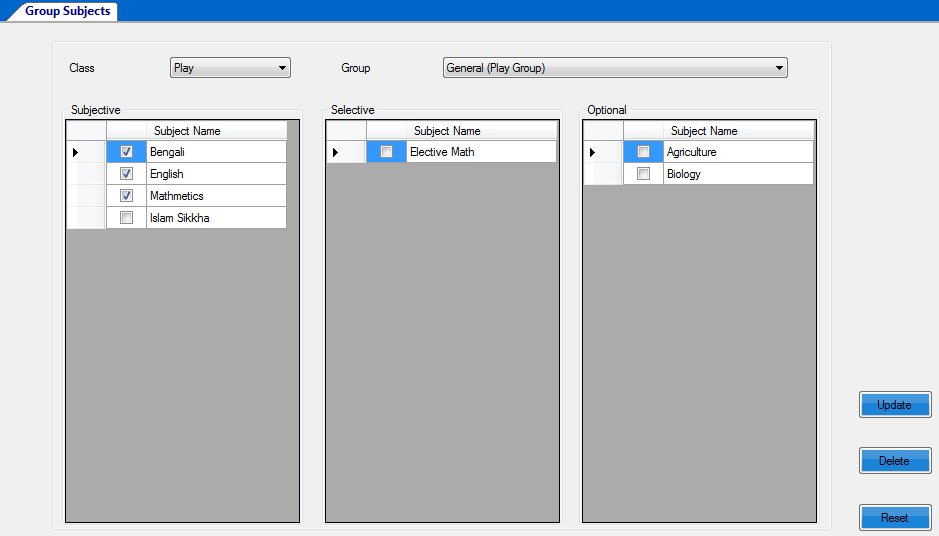 Group Subjects
Class Play Group General (Play Group)
Subjective Selective Optional
Subject Name Subject Name Subject Name
Bengali Elective Math Agriculture
English Biology
Mathmetics
Islam Sikkha
Update
Delete
Reset